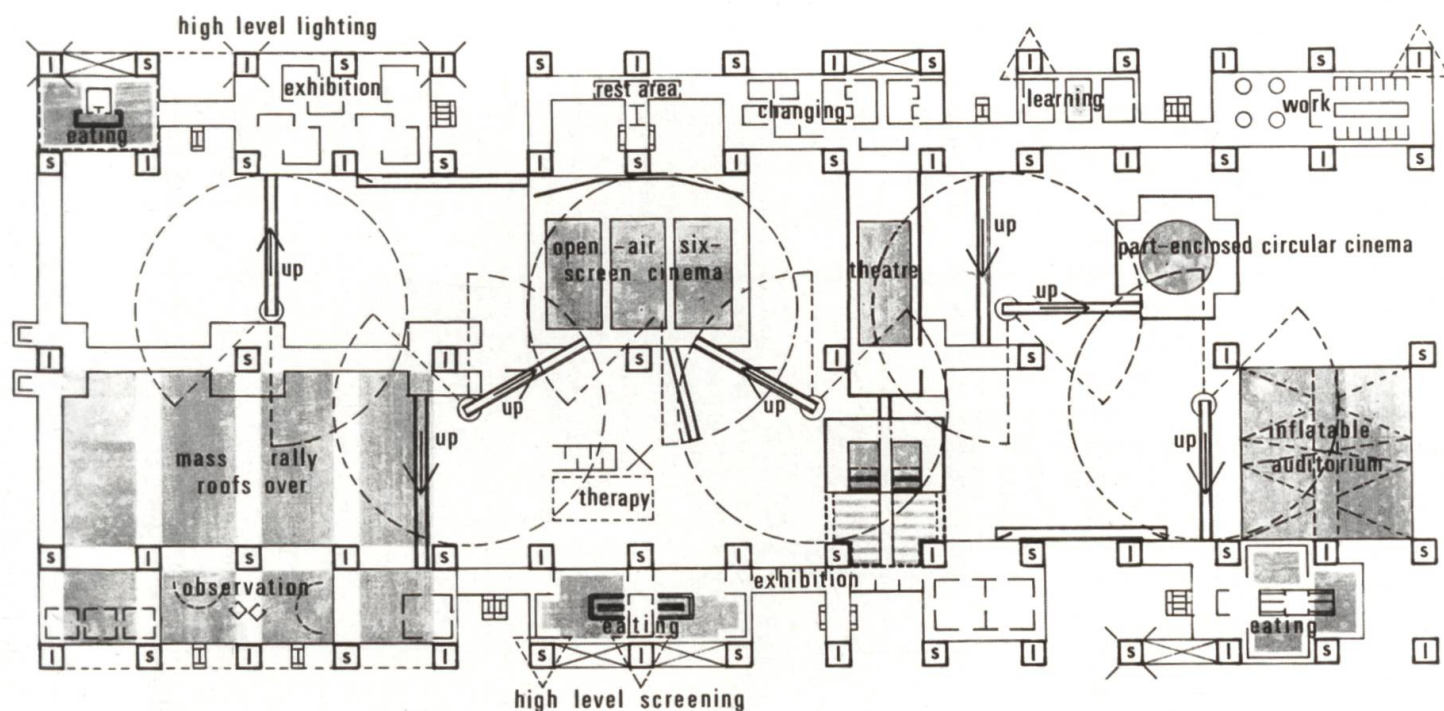 high level lighting
l s l s l s l s l s l s l s l
exhibition
rest area
changing
learning
work
eating
s l s l s l s s l s l s l s
open-air six-
screen cinema
theatre
part-enclosed circular cinema
up
up
up
l s l s l s l s
up
up
up
up
mass rally
roofs over
therapy
inflatable
auditorium
s l s l s l s l s l s l s l s
observation
exhibition
eating
eating
l s l s l s l s l s l s l s l
high level screening